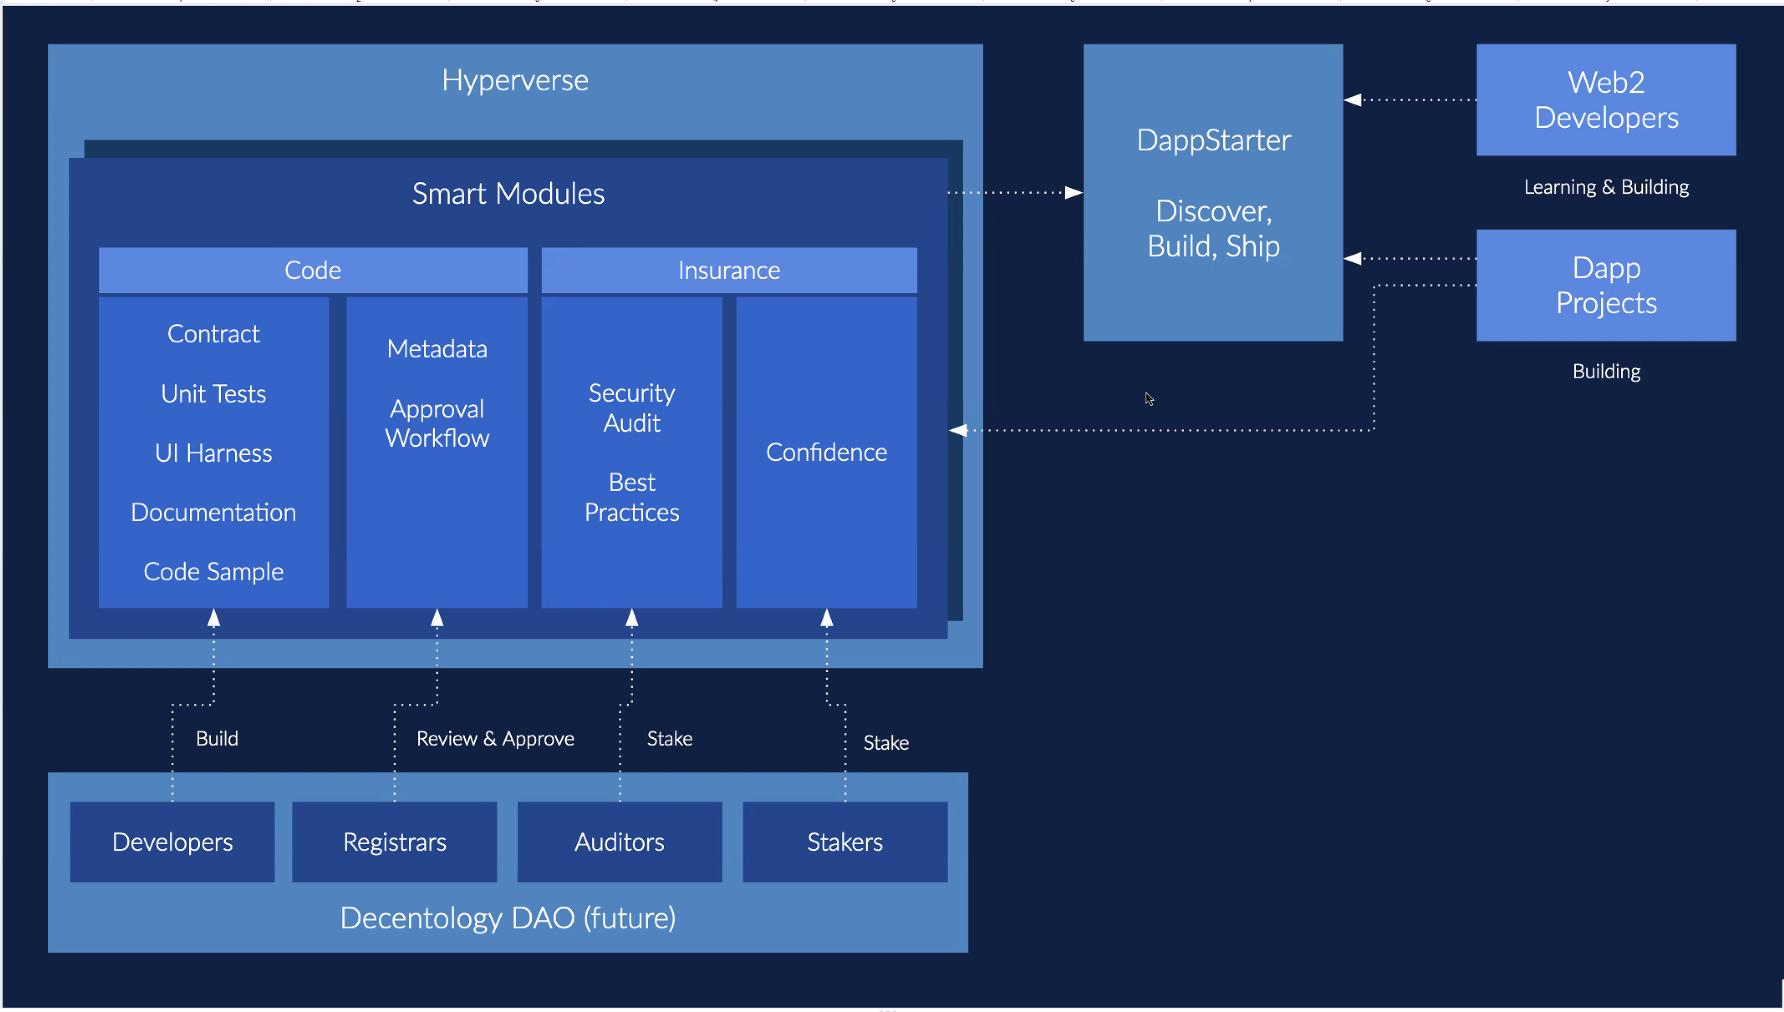 Hyperverse
Smart Modules
Code
Insurance
Contract
Unit Tests
UI Harness
Documentation
Code Sample
Metadata
Approval
Workflow
Security
Audit
Best
Practices
Confidence
DappStarter
Discover,
Build, Ship
Web2
Developers
Learning & Building
Dapp
Projects
Building
Build
Review & Approve
Stake
Stake
Developers
Registrars
Auditors
Stakers
Decentology DAO (future)